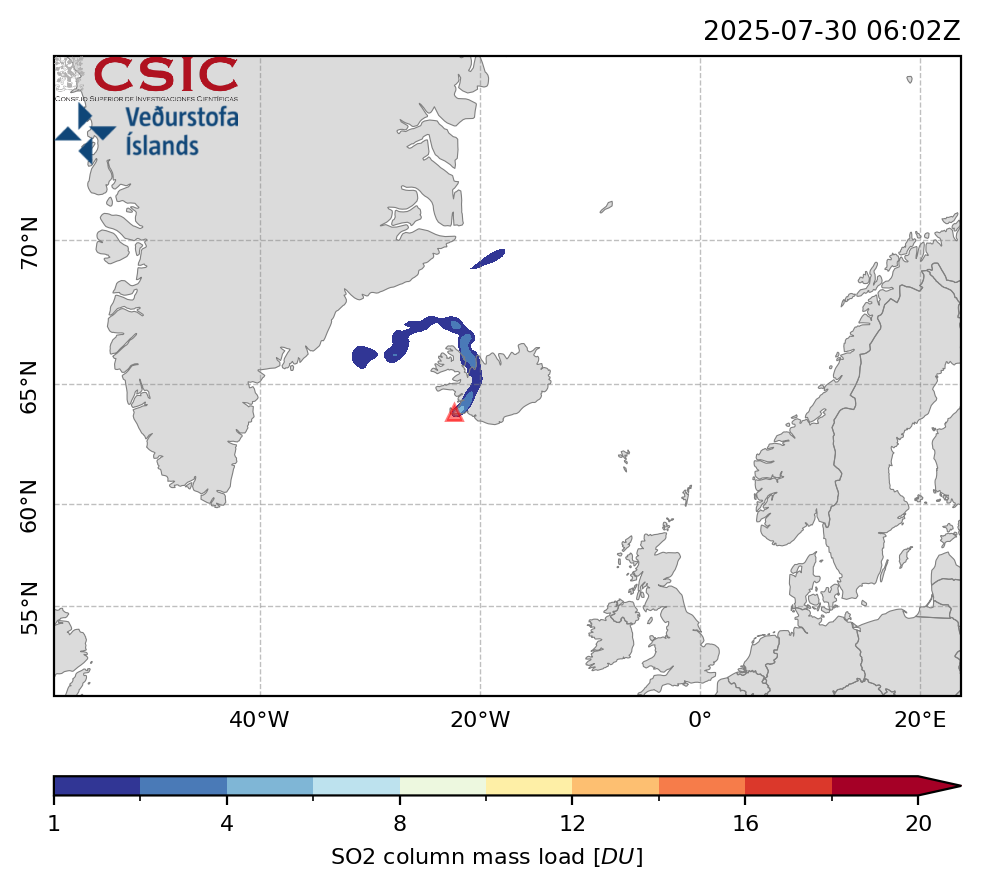 2025-07-30 06:02Z
CSIC
CONSEJO SUPERIOR DE INVESTIGACIONES CIENTÍFICAS
Veðurstofa
Íslands
70°N
65°N
60°N
55°N
40°W 20°W 0° 20°E
1 4 8 12 16 20
SO2 column mass load [DU]